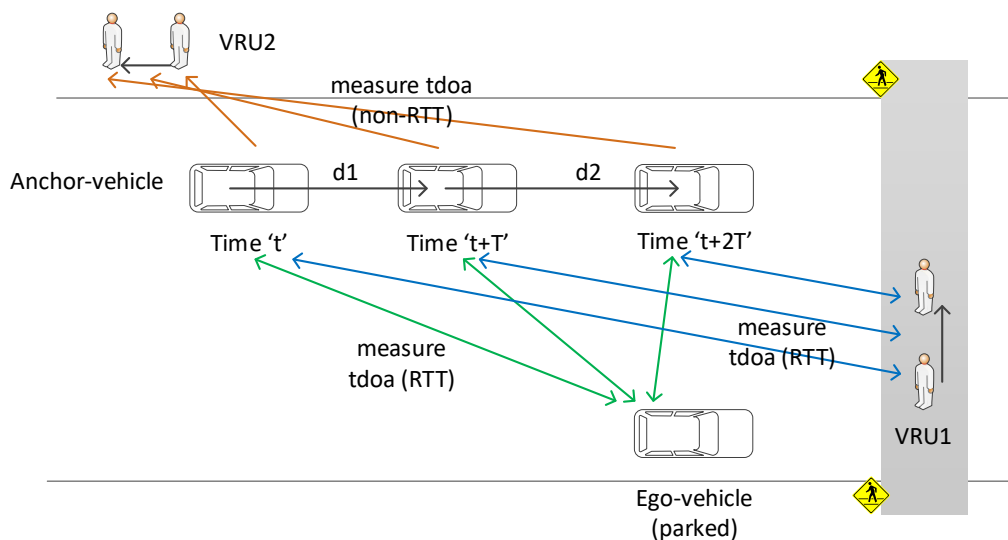 VRU2
measure tdoa
(non-RTT)
Anchor-vehicle
d1
d2
Time ‘t’
Time ‘t+T’
Time ‘t+2T’
measure
tdoa (RTT)
measure
tdoa (RTT)
VRU1
Ego-vehicle
(parked)